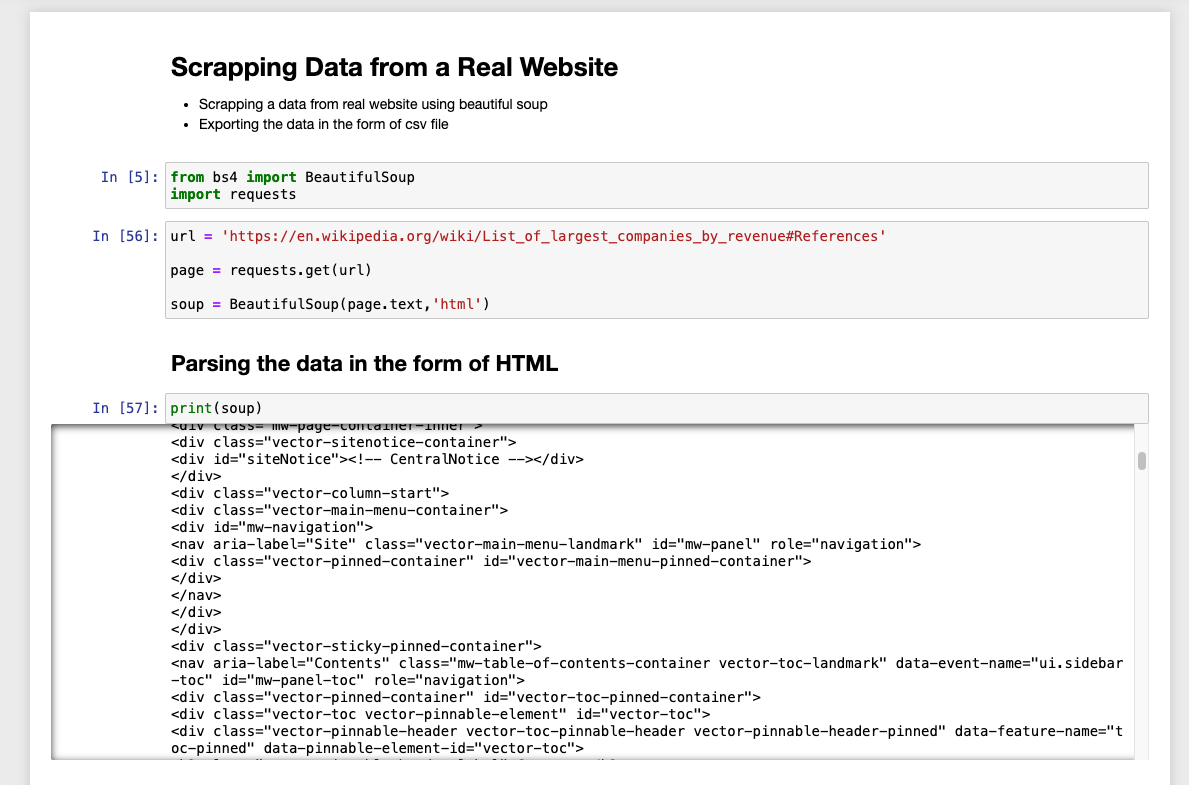 Scrapping Data from a Real Website
• Scrapping a data from real website using beautiful soup
• Exporting the data in the form of csv file
In [5]: from bs4 import BeautifulSoup
import requests
In [56]: url = 'https://en.wikipedia.org/wiki/List_of_largest_companies_by_revenue#References'
page = requests.get(url)
soup = BeautifulSoup(page.text,'html')
Parsing the data in the form of HTML
In [57]: print(soup)
<div class="mw-page-container-inner">
<div class="vector-sitenotice-container">
<div id="siteNotice"><!-- CentralNotice --></div>
</div>
<div class="vector-column-start">
<div class="vector-main-menu-container">
<div id="mw-navigation">
<nav aria-label="Site" class="vector-main-menu-landmark" id="mw-panel" role="navigation">
<div class="vector-pinned-container" id="vector-main-menu-pinned-container">
</div>
</nav>
</div>
</div>
<div class="vector-sticky-pinned-container">
<nav aria-label="Contents" class="mw-table-of-contents-container vector-toc-landmark" data-event-name="ui.sidebar
-toc" id="mw-panel-toc" role="navigation">
<div class="vector-pinned-container" id="vector-toc-pinned-container">
<div class="vector-toc vector-pinnable-element" id="vector-toc">
<div class="vector-pinnable-header vector-toc-pinnable-header vector-pinnable-header-pinned" data-feature-name="t
oc-pinned" data-pinnable-element-id="vector-toc">